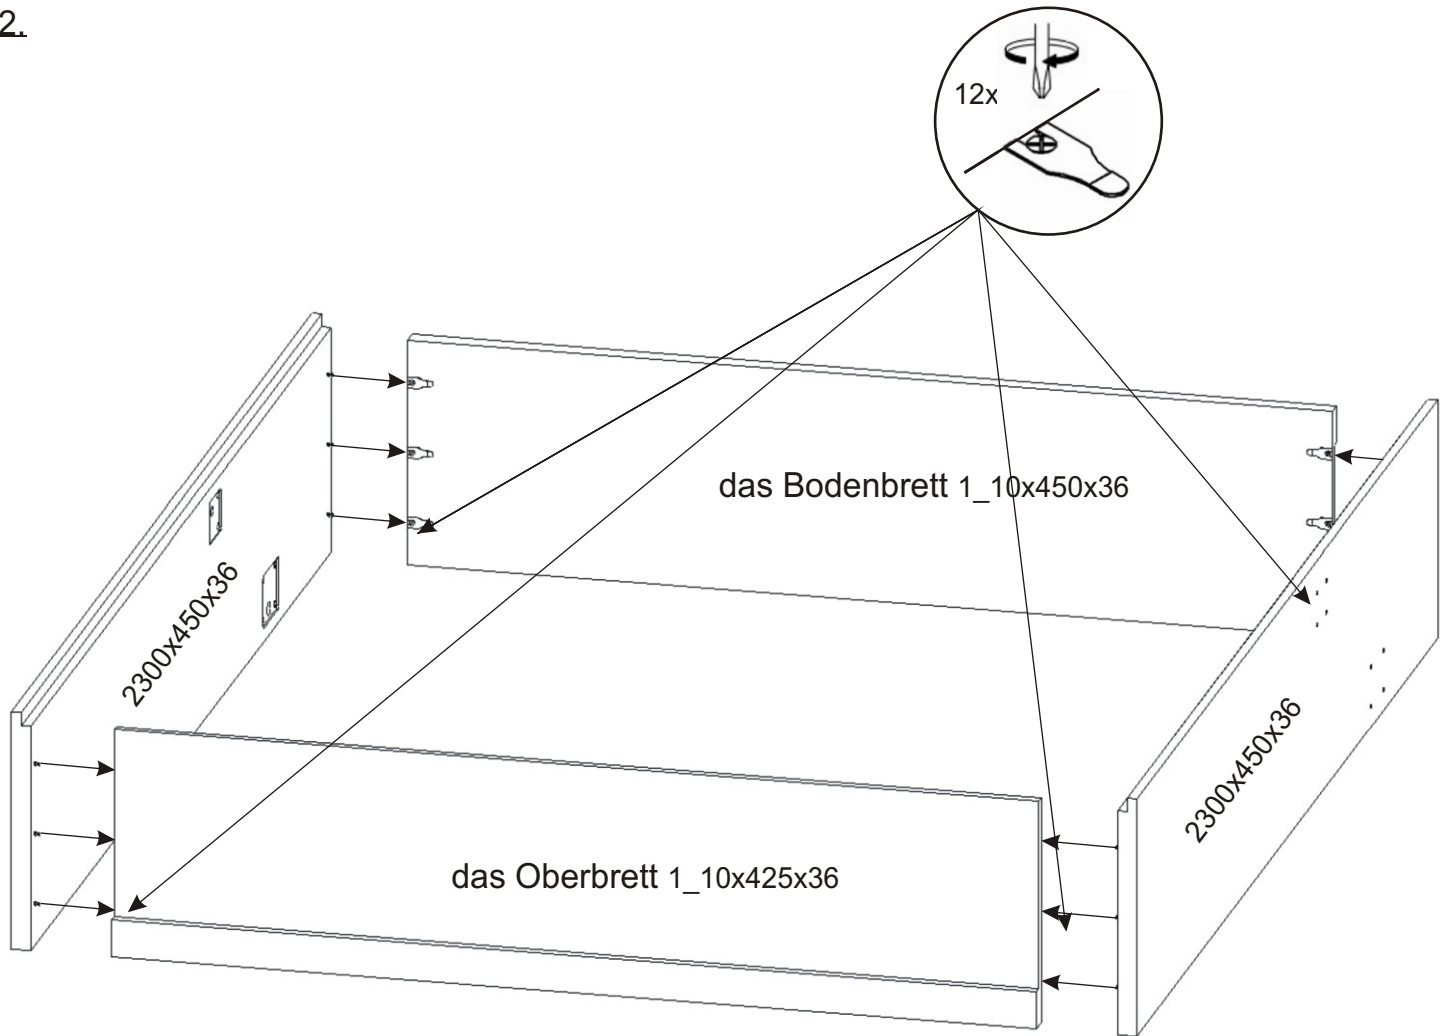 2.
12x
das Bodenbrett 1_10x450x36
2300x450x36
2300x450x36
das Oberbrett 1_10x425x36